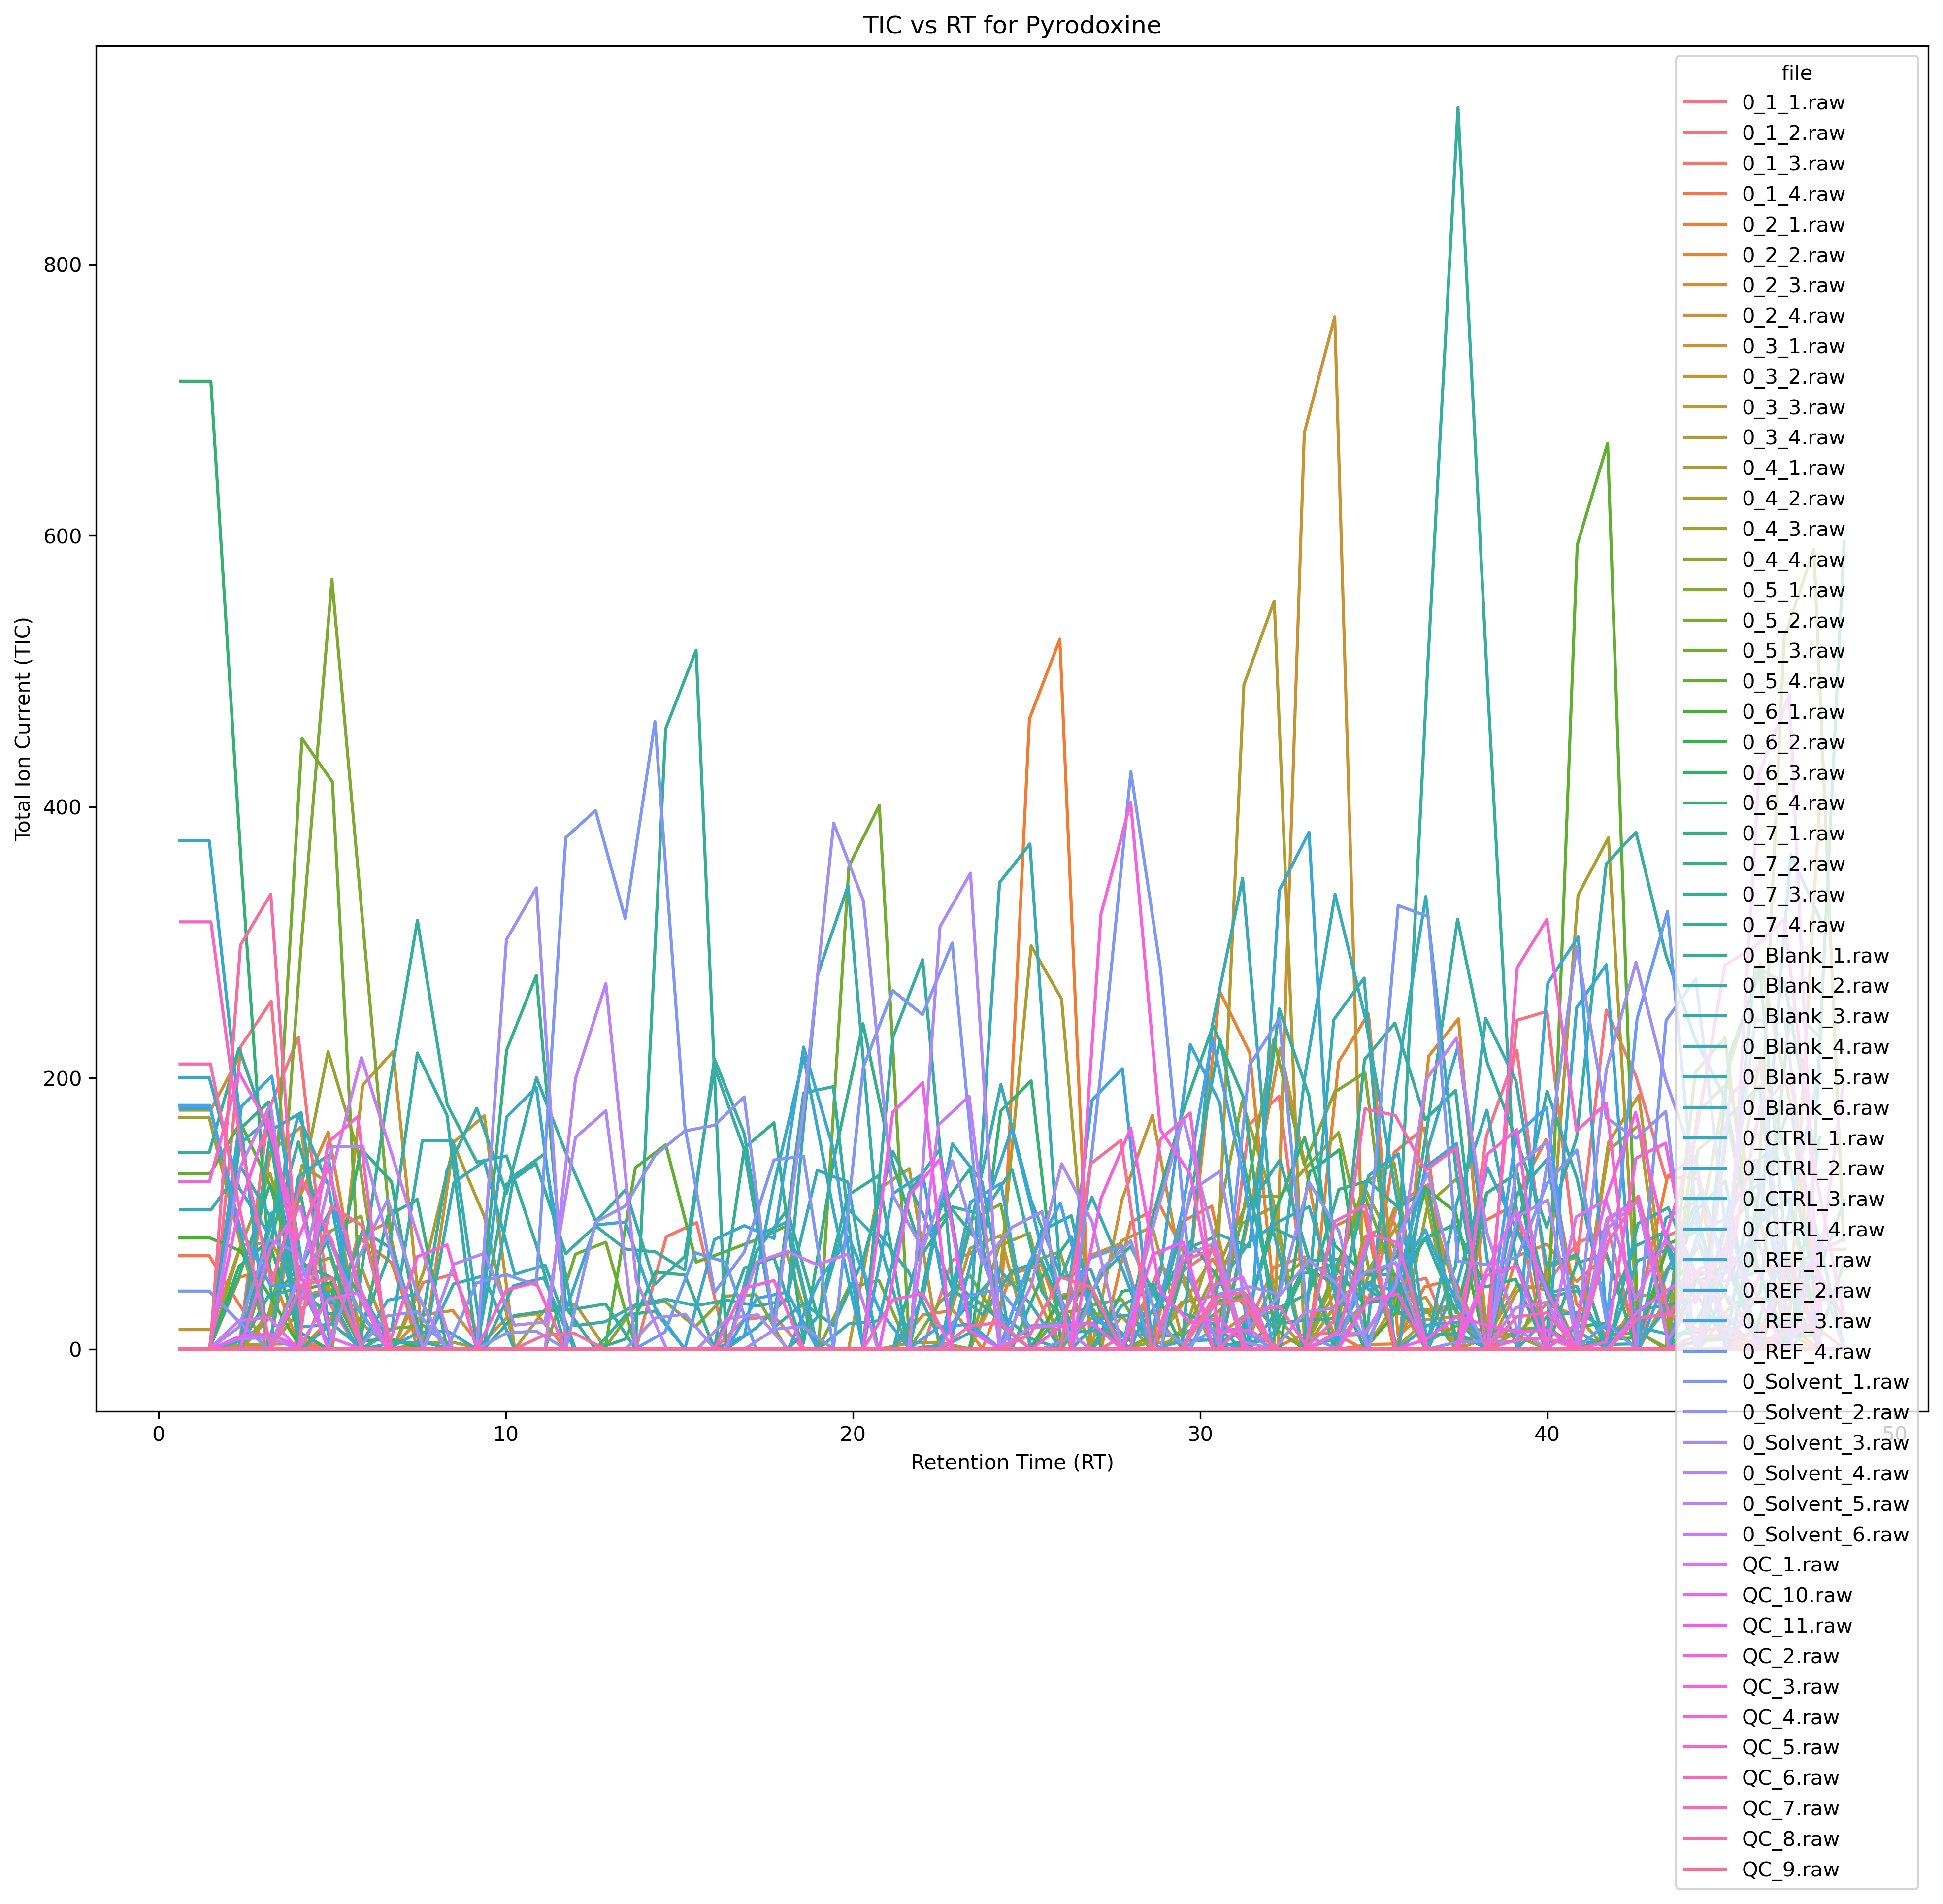 TIC vs RT for Pyrodoxine
Total Ion Current (TIC)
800
600
400
200
0
0
10
20
30
40
50
Retention Time (RT)
file
0_1_1.raw
0_1_2.raw
0_1_3.raw
0_1_4.raw
0_2_1.raw
0_2_2.raw
0_2_3.raw
0_2_4.raw
0_3_1.raw
0_3_2.raw
0_3_3.raw
0_3_4.raw
0_4_1.raw
0_4_2.raw
0_4_3.raw
0_4_4.raw
0_5_1.raw
0_5_2.raw
0_5_3.raw
0_5_4.raw
0_6_1.raw
0_6_2.raw
0_6_3.raw
0_6_4.raw
0_7_1.raw
0_7_2.raw
0_7_3.raw
0_7_4.raw
0_Blank_1.raw
0_Blank_2.raw
0_Blank_3.raw
0_Blank_4.raw
0_Blank_5.raw
0_Blank_6.raw
0_CTRL_1.raw
0_CTRL_2.raw
0_CTRL_3.raw
0_CTRL_4.raw
0_REF_1.raw
0_REF_2.raw
0_REF_3.raw
0_REF_4.raw
0_Solvent_1.raw
0_Solvent_2.raw
0_Solvent_3.raw
0_Solvent_4.raw
0_Solvent_5.raw
0_Solvent_6.raw
QC_1.raw
QC_10.raw
QC_11.raw
QC_2.raw
QC_3.raw
QC_4.raw
QC_5.raw
QC_6.raw
QC_7.raw
QC_8.raw
QC_9.raw